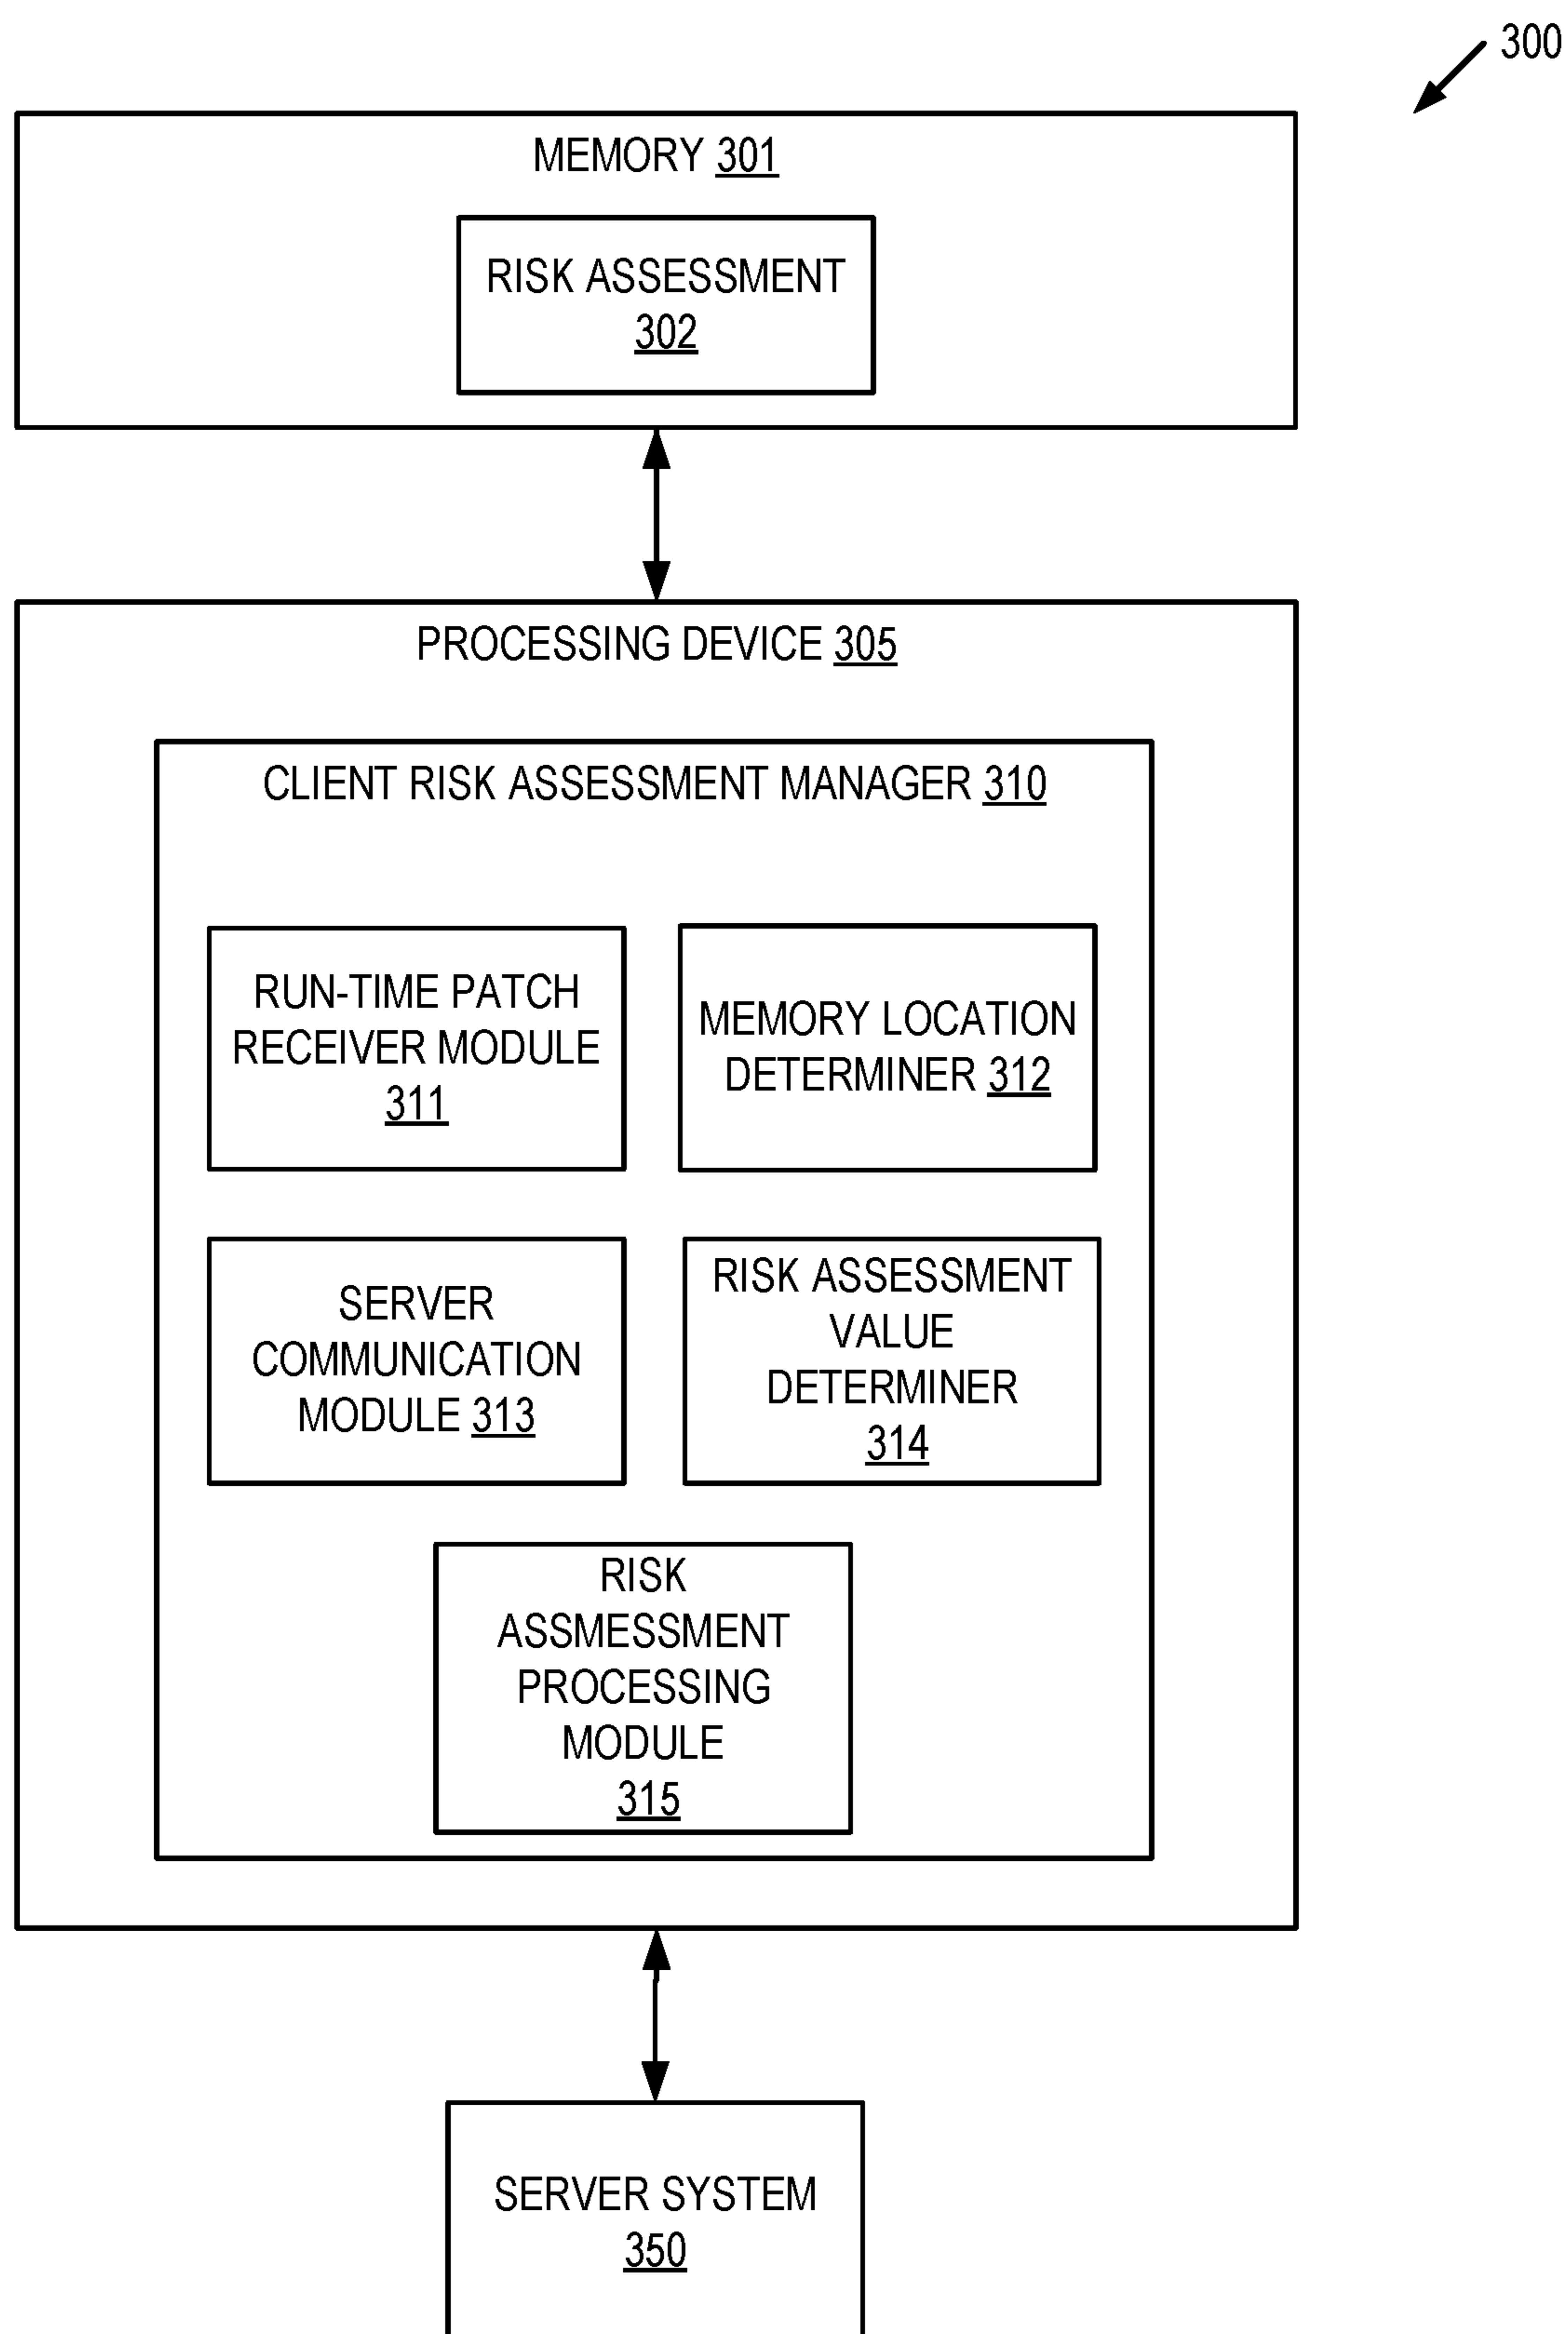 300
MEMORY 301
RISK ASSESSMENT
302
PROCESSING DEVICE 305
CLIENT RISK ASSESSMENT MANAGER 310
RUN-TIME PATCH
RECEIVER MODULE
311
MEMORY LOCATION
DETERMINER 312
SERVER
COMMUNICATION
MODULE 313
RISK ASSESSMENT
VALUE
DETERMINER
314
RISK
ASSMESSMENT
PROCESSING
MODULE
315
SERVER SYSTEM
350